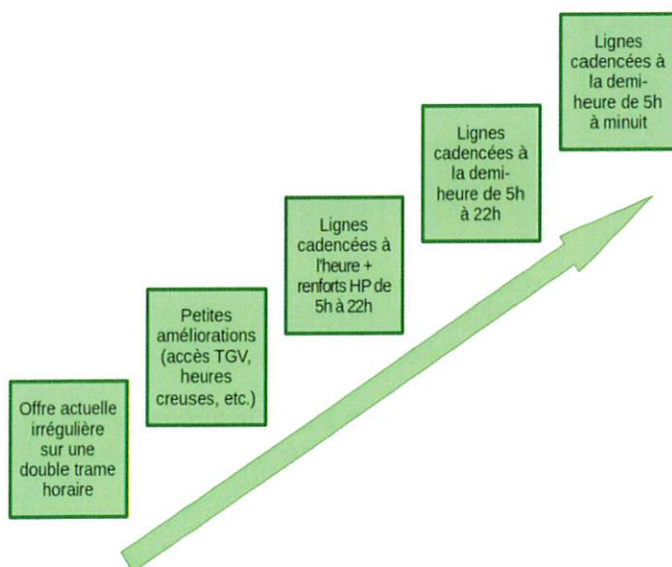 Offre actuelle
irrégulière
sur une
double trame
horaire
Petites
améliorations
(accès TGV,
heures
creuses, etc.)
Lignes
cadencées à
l'heure +
renforts HP de
5h à 22h
Lignes
cadencées à
la demi-
heure de 5h
à 22h
Lignes
cadencées à
la demi-
heure de 5h
à minuit